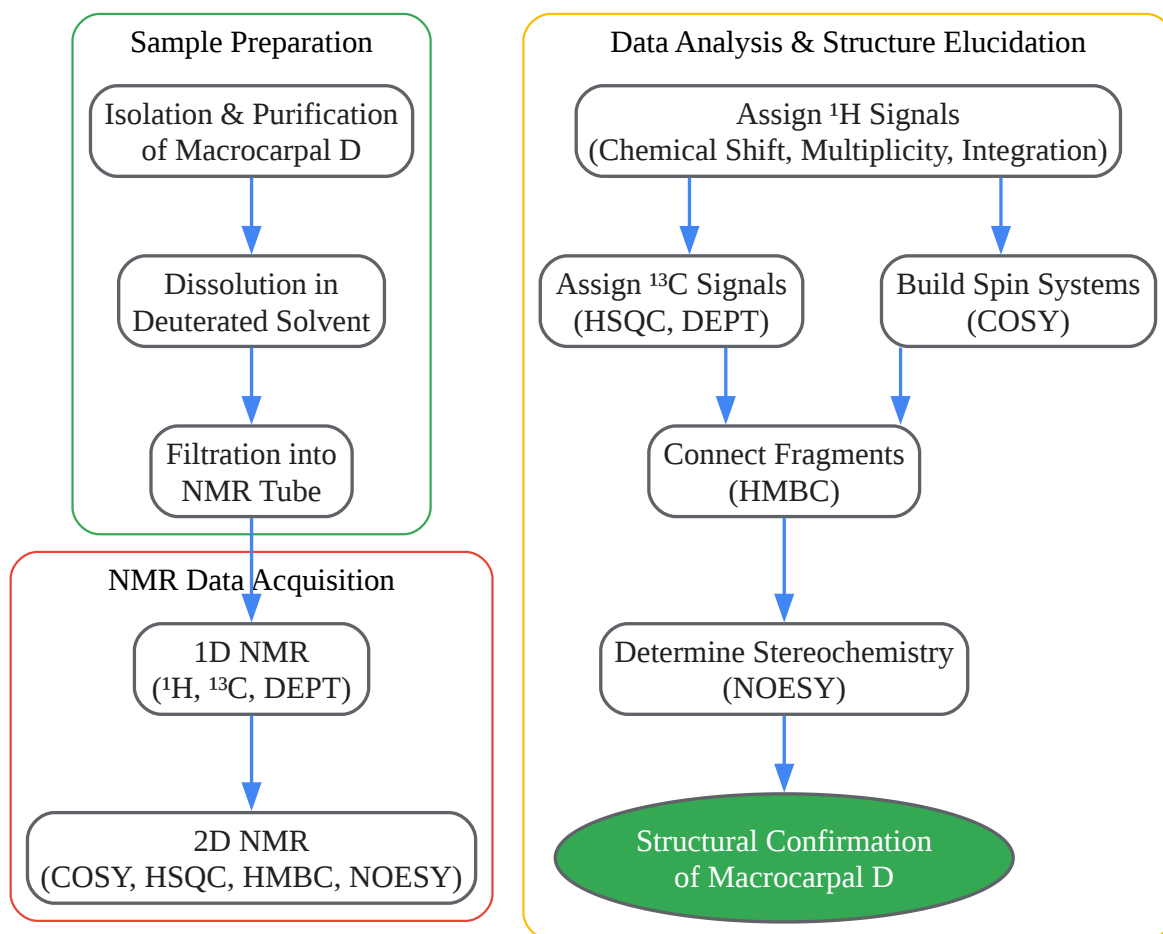 Sample Preparation
Isolation & Purification
of Macrocarpal D
Dissolution in
Deuterated Solvent
Filtration into
NMR Tube
NMR Data Acquisition
1D NMR
(¹H, ¹³C, DEPT)
2D NMR
(COSY, HSQC, HMBC, NOESY)
Data Analysis & Structure Elucidation
Assign ¹H Signals
(Chemical Shift, Multiplicity, Integration)
Assign ¹³C Signals
(HSQC, DEPT)
Build Spin Systems
(COSY)
Connect Fragments
(HMBC)
Determine Stereochemistry
(NOESY)
Structural Confirmation
of Macrocarpal D